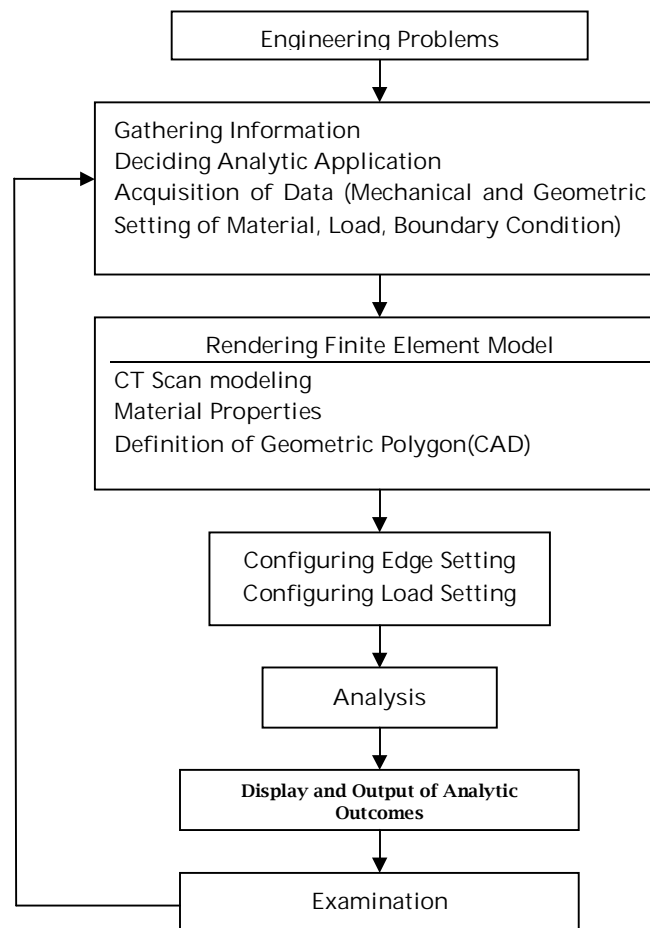 Engineering Problems
Gathering Information
Deciding Analytic Application
Acquisition of Data (Mechanical and Geometric
Setting of Material, Load, Boundary Condition)
Rendering Finite Element Model
CT Scan modeling
Material Properties
Definition of Geometric Polygon(CAD)
Configuring Edge Setting
Configuring Load Setting
Analysis
Display and Output of Analytic
Outcomes
Examination